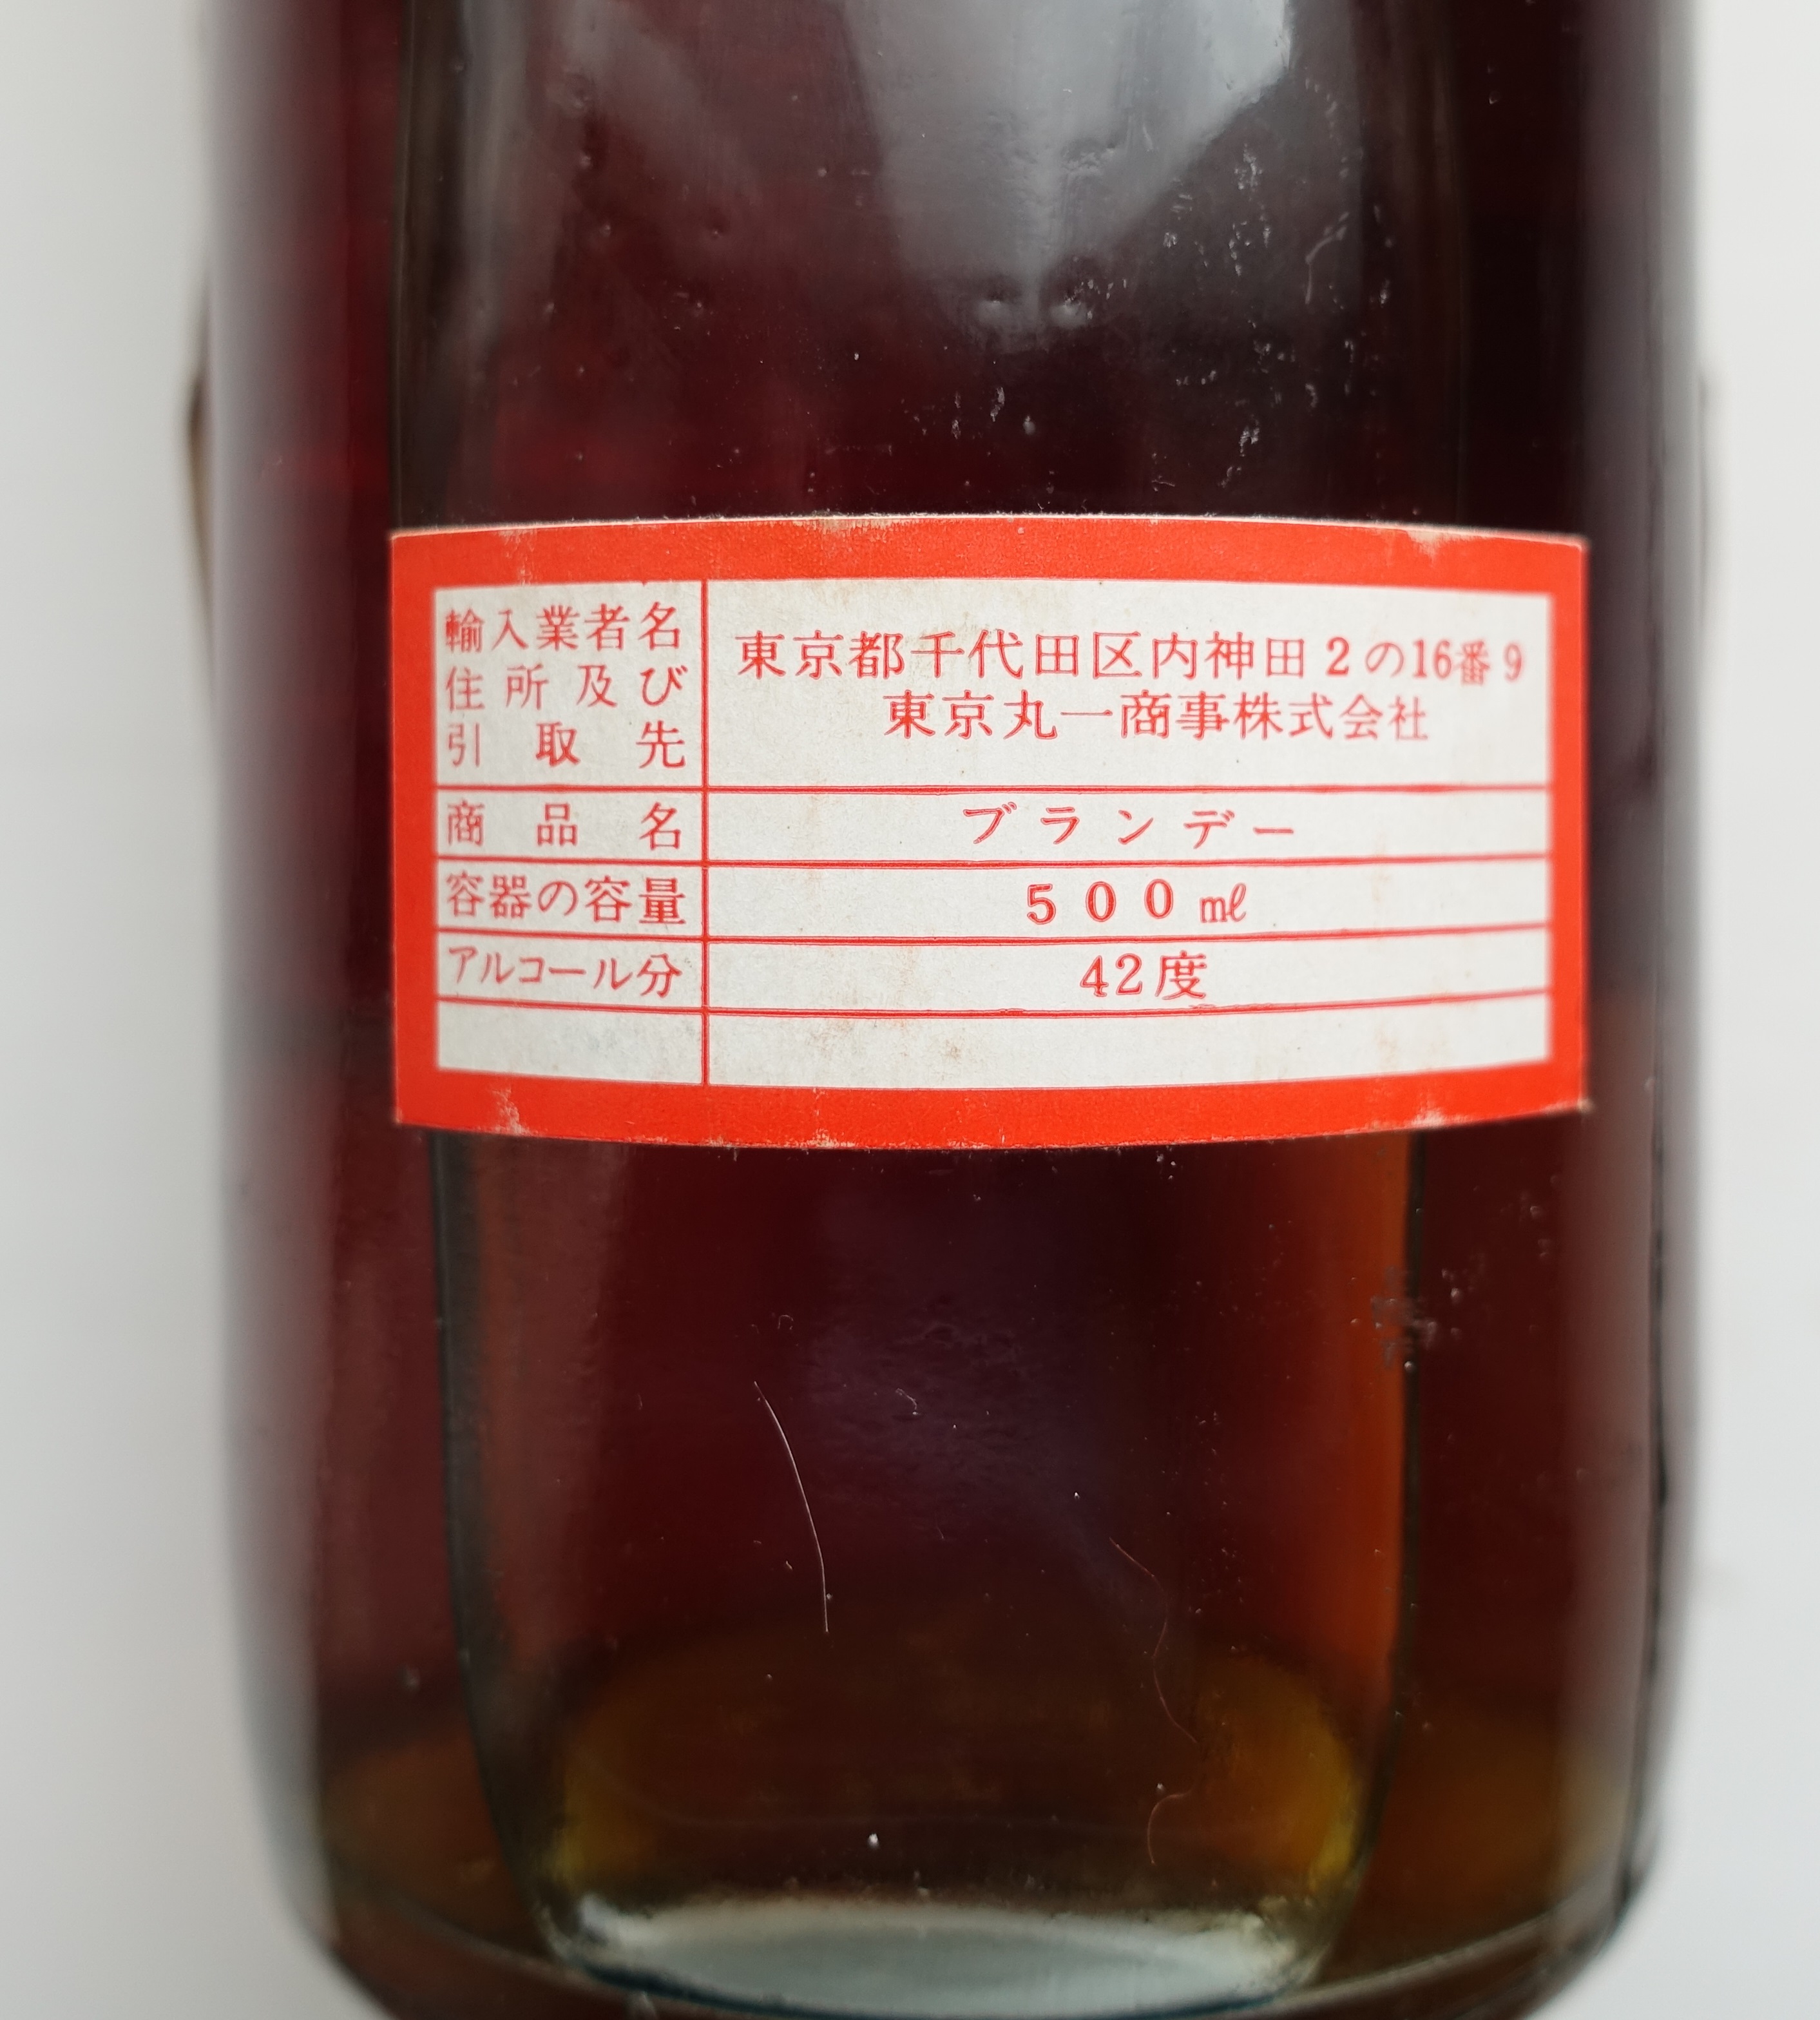 輸入業者名
住所及び
引取先
東京都千代田区内神田2の16番9
東京丸一商事株式会社
商品名 ブランデー
容器の容量 500㎖
アルコール分 42度